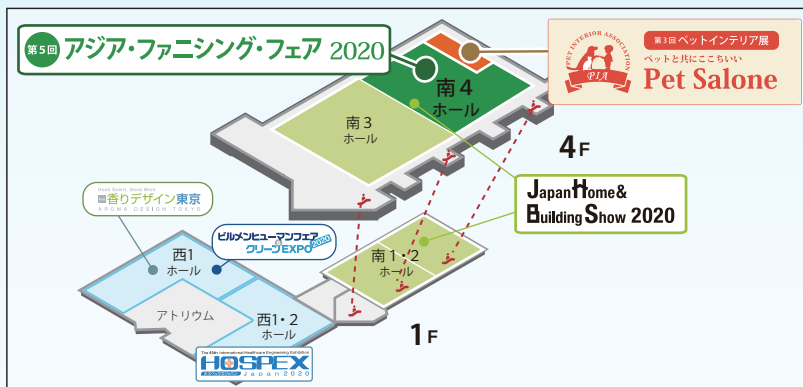 第5回 アジア・ファニシング・フェア 2020
PET INTERIOR ASSOCIATION
PIA
第3回 ペットインテリア展
ペットと共にここちいい
Pet Salone
南4
ホール
南3
ホール
4F
Japan Home &
Building Show 2020
Good Scent, Good Work
香りデザイン東京
AROMA DESIGN TOKYO
ビルメンヒューマンフェア
&
クリーンEXPO 2020
西1
ホール
南1・2
ホール
アトリウム
西1・2
ホール
1F
The 45th International Healthcare Engineering Exhibition
HOSPEX
Japan 2020